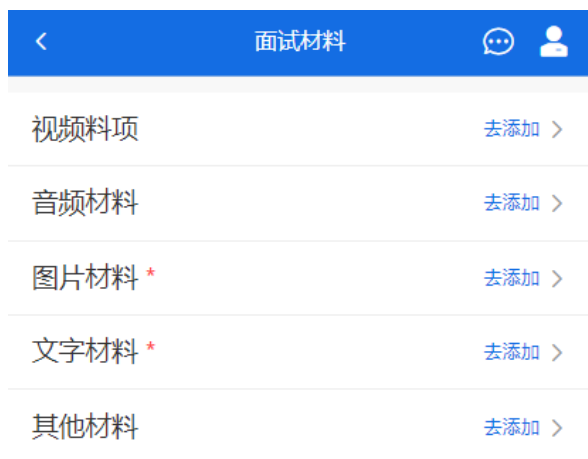 面试材料
视频料项 去添加
音频材料 去添加
图片材料 * 去添加
文字材料 * 去添加
其他材料 去添加